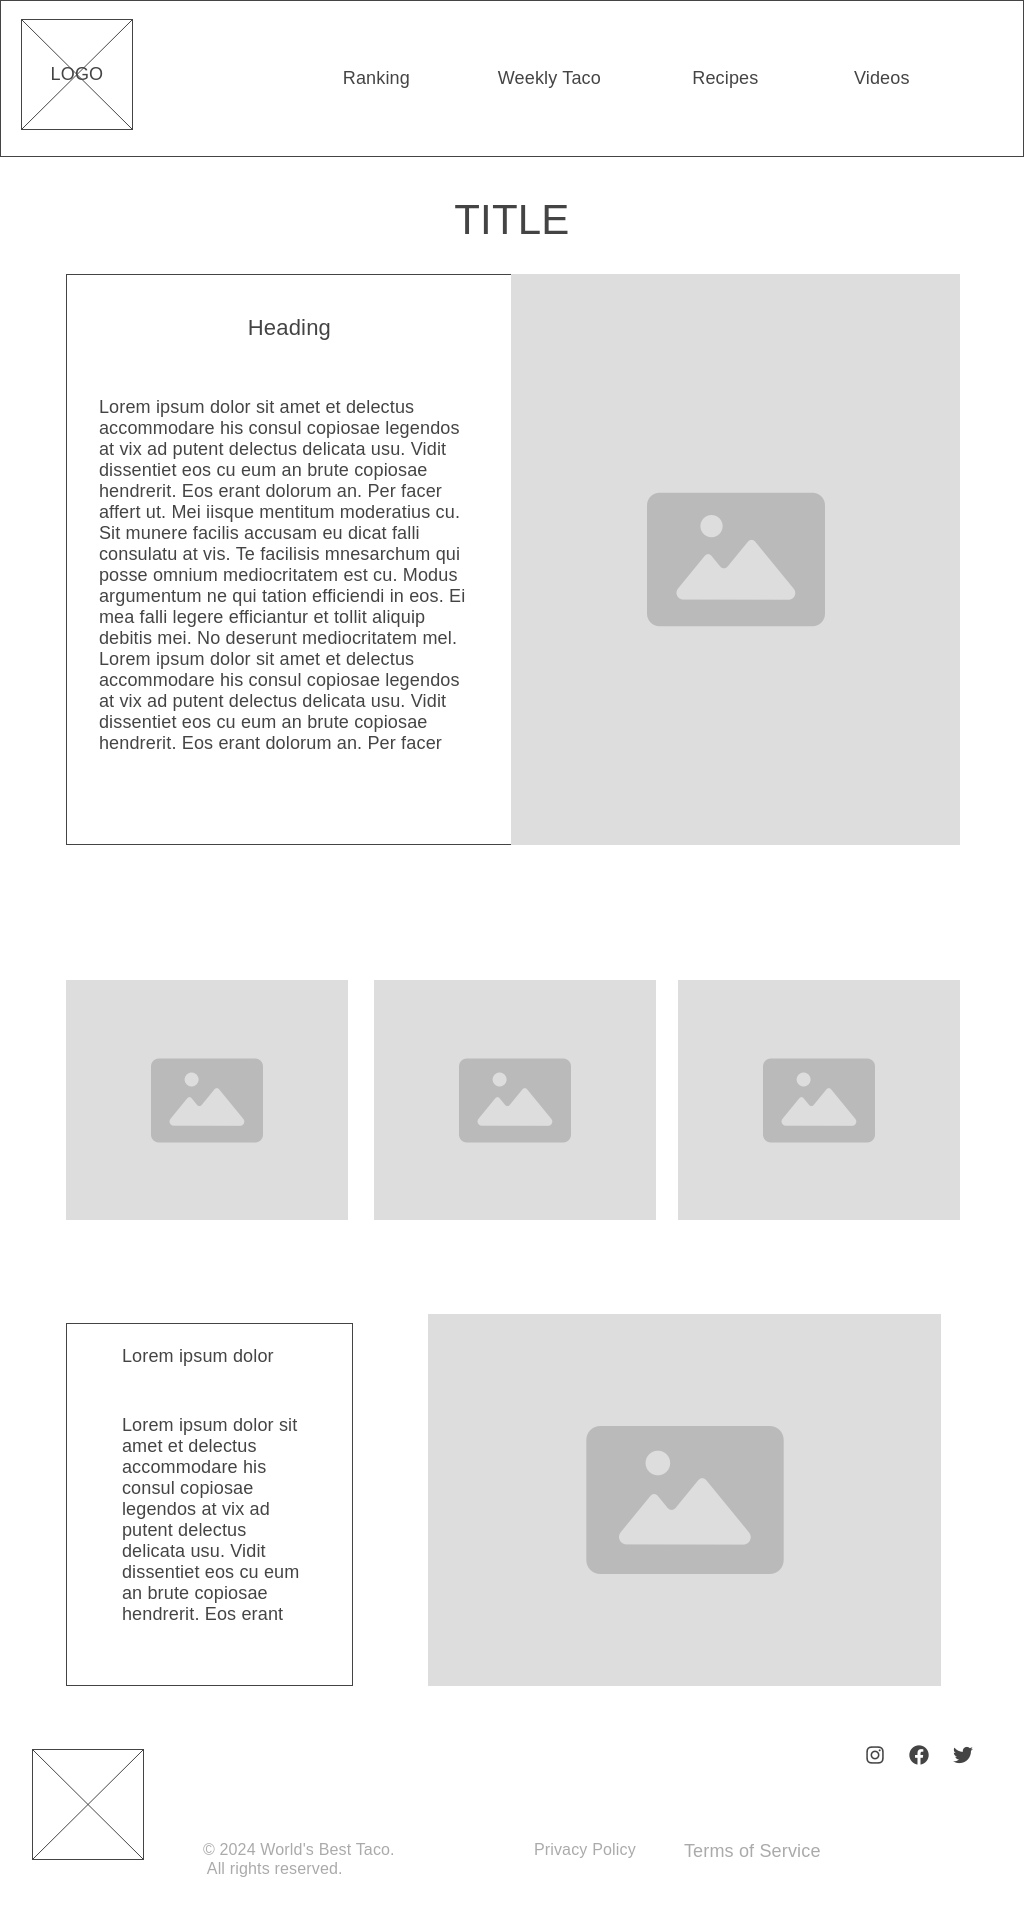 LOGO
Ranking
Weekly Taco
Recipes
Videos
TITLE
Heading
Lorem ipsum dolor sit amet et delectus
accommodare his consul copiosae legendos
at vix ad putent delectus delicata usu. Vidit
dissentiet eos cu eum an brute copiosae
hendrerit. Eos erant dolorum an. Per facer
affert ut. Mei iisque mentitum moderatius cu.
Sit munere facilis accusam eu dicat falli
consulatu at vis. Te facilisis mnesarchum qui
posse omnium mediocritatem est cu. Modus
argumentum ne qui tation efficiendi in eos. Ei
mea falli legere efficiantur et tollit aliquip
debitis mei. No deserunt mediocritatem mel.
Lorem ipsum dolor sit amet et delectus
accommodare his consul copiosae legendos
at vix ad putent delectus delicata usu. Vidit
dissentiet eos cu eum an brute copiosae
hendrerit. Eos erant dolorum an. Per facer
Lorem ipsum dolor
Lorem ipsum dolor sit
amet et delectus
accommodare his
consul copiosae
legendos at vix ad
putent delectus
delicata usu. Vidit
dissentiet eos cu eum
an brute copiosae
hendrerit. Eos erant
© 2024 World's Best Taco.
All rights reserved.
Privacy Policy
Terms of Service